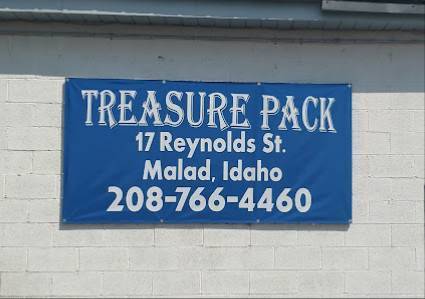 TREASURE PACK
17 Reynolds St.
Malad, Idaho
208-766-4460